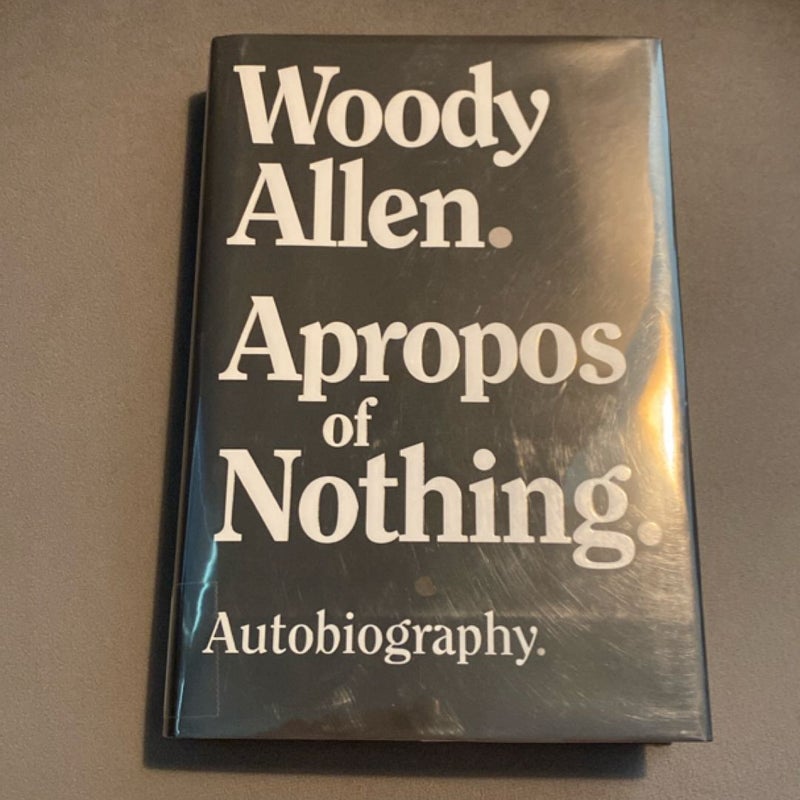 Woody
Allen.
Apropos
of
Nothing.
Autobiography.